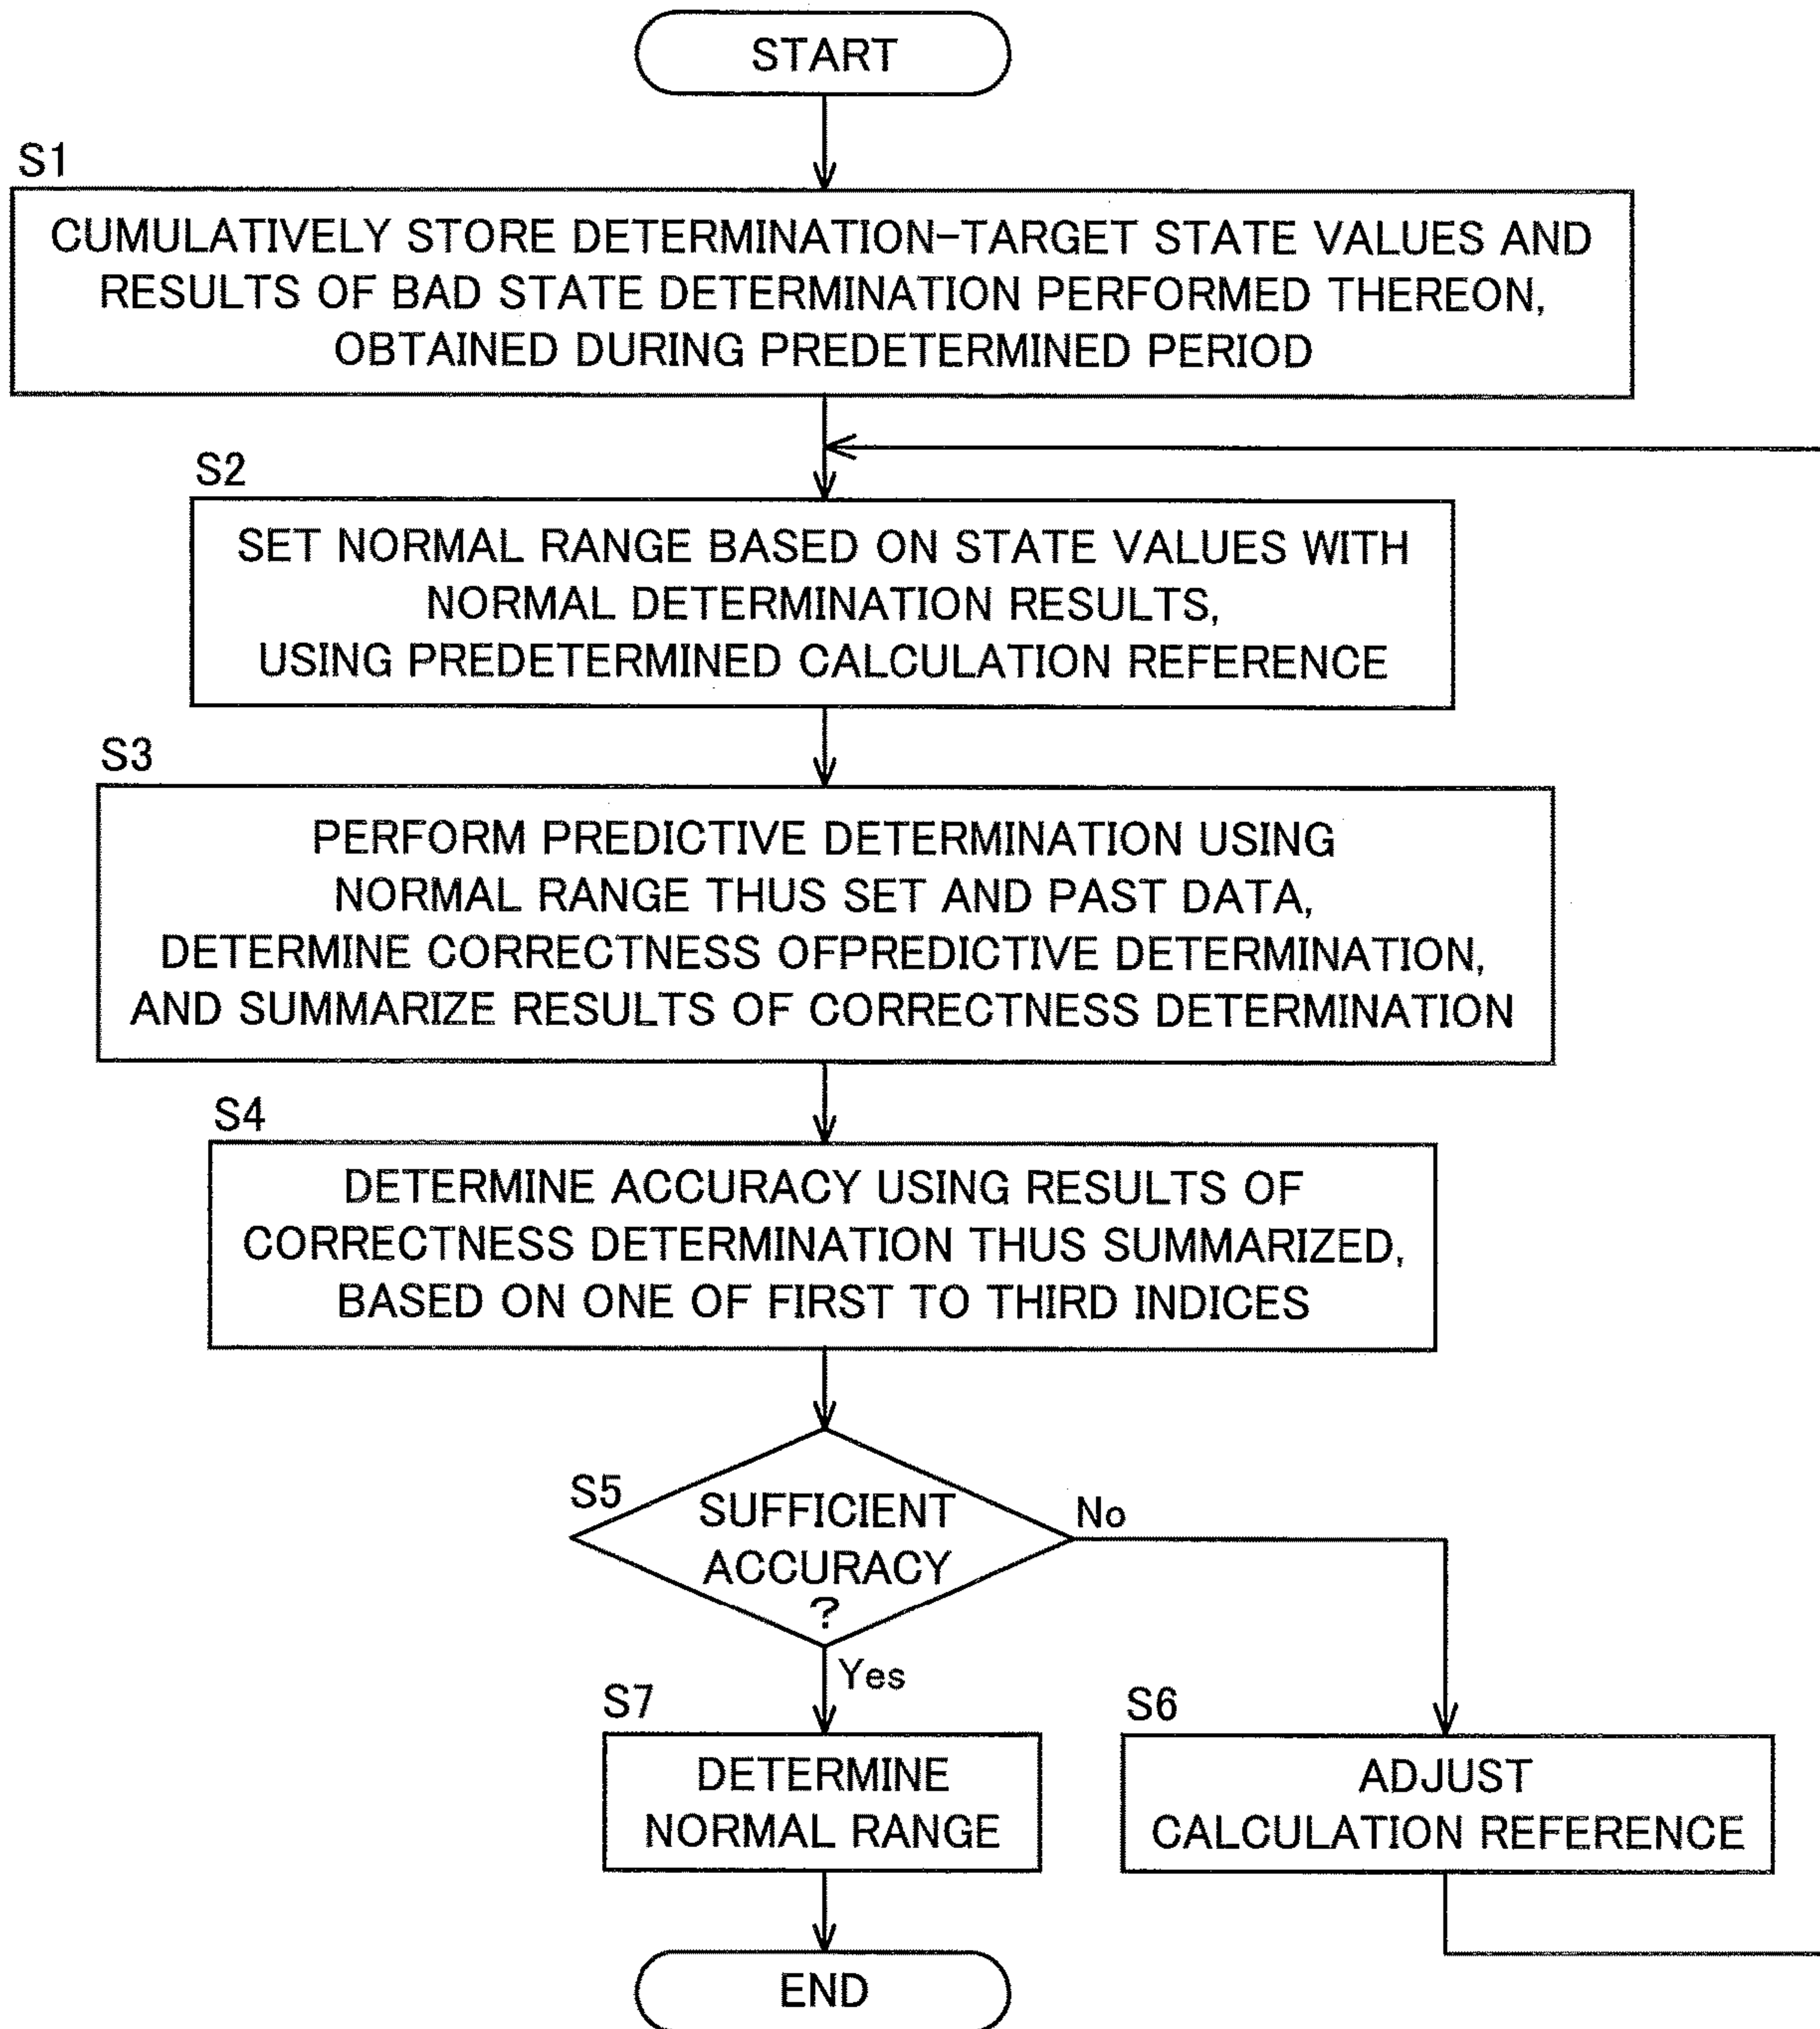 START
S1
CUMULATIVELY STORE DETERMINATION-TARGET STATE VALUES AND
RESULTS OF BAD STATE DETERMINATION PERFORMED THEREON,
OBTAINED DURING PREDETERMINED PERIOD
S2
SET NORMAL RANGE BASED ON STATE VALUES WITH
NORMAL DETERMINATION RESULTS,
USING PREDETERMINED CALCULATION REFERENCE
S3
PERFORM PREDICTIVE DETERMINATION USING
NORMAL RANGE THUS SET AND PAST DATA,
DETERMINE CORRECTNESS OFPREDICTIVE DETERMINATION,
AND SUMMARIZE RESULTS OF CORRECTNESS DETERMINATION
S4
DETERMINE ACCURACY USING RESULTS OF
CORRECTNESS DETERMINATION THUS SUMMARIZED,
BASED ON ONE OF FIRST TO THIRD INDICES
S5
SUFFICIENT
ACCURACY
?
No
Yes
S7
DETERMINE
NORMAL RANGE
S6
ADJUST
CALCULATION REFERENCE
END